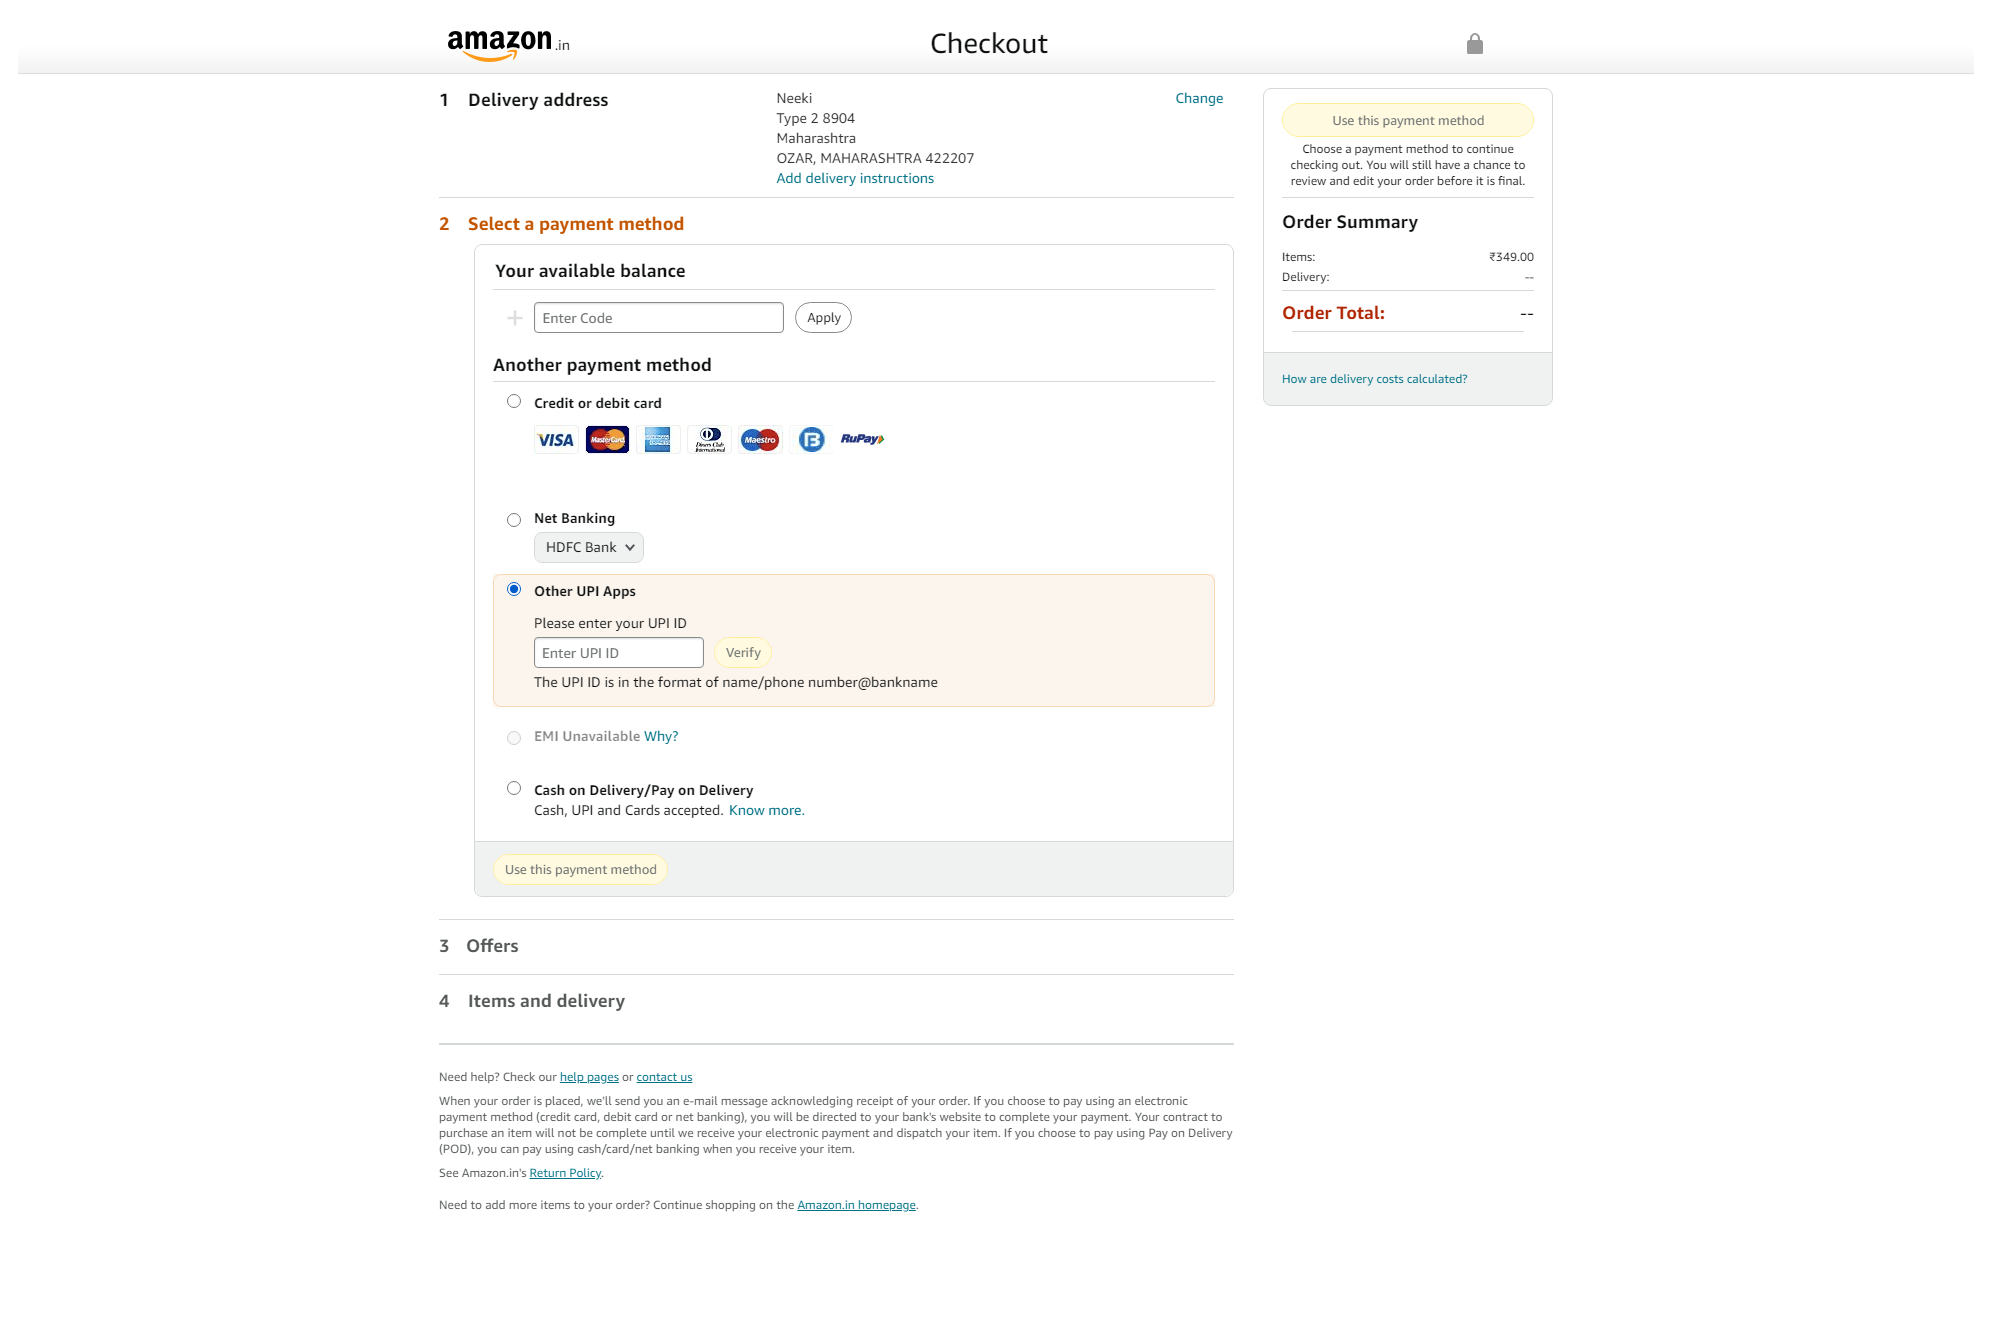 amazon.in
Checkout
1 Delivery address
Neeki
Type 2 8904
Maharashtra
OZAR, MAHARASHTRA 422207
Add delivery instructions
Change
2 Select a payment method
Your available balance
Enter Code
Apply
Another payment method
Credit or debit card
VISA MasterCard AMERICAN EXPRESS Diners Club International Maestro B RuPay
Net Banking
HDFC Bank
Other UPI Apps
Please enter your UPI ID
Enter UPI ID
Verify
The UPI ID is in the format of name/phone number@bankname
EMI Unavailable Why?
Cash on Delivery/Pay on Delivery
Cash, UPI and Cards accepted. Know more.
Use this payment method
3 Offers
4 Items and delivery
Need help? Check our help pages or contact us
When your order is placed, we'll send you an e-mail message acknowledging receipt of your order. If you choose to pay using an electronic
payment method (credit card, debit card or net banking), you will be directed to your bank's website to complete your payment. Your contract to
purchase an item will not be complete until we receive your electronic payment and dispatch your item. If you choose to pay using Pay on Delivery
(POD), you can pay using cash/card/net banking when you receive your item.
See Amazon.in's Return Policy.
Need to add more items to your order? Continue shopping on the Amazon.in homepage.
Use this payment method
Choose a payment method to continue
checking out. You will still have a chance to
review and edit your order before it is final.
Order Summary
Items: ₹349.00
Delivery: --
Order Total: --
How are delivery costs calculated?